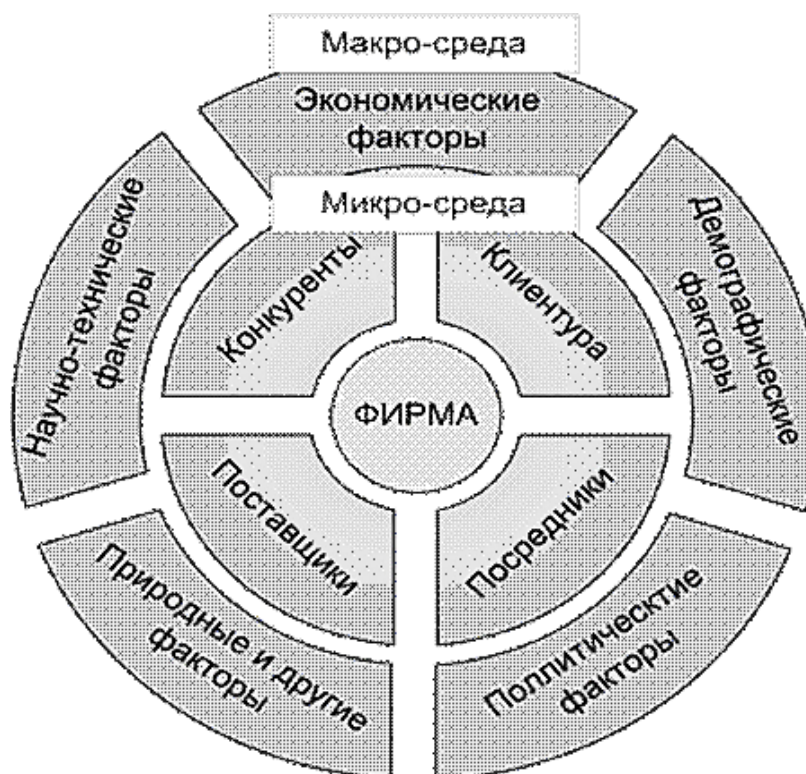 Макро-среда
Экономические
факторы
Микро-среда
Научно-технические
факторы
Демографические
факторы
Конкуренты
Клиентура
ФИРМА
Поставщики
Посредники
Природные и другие
факторы
Поллитическтие
факторы